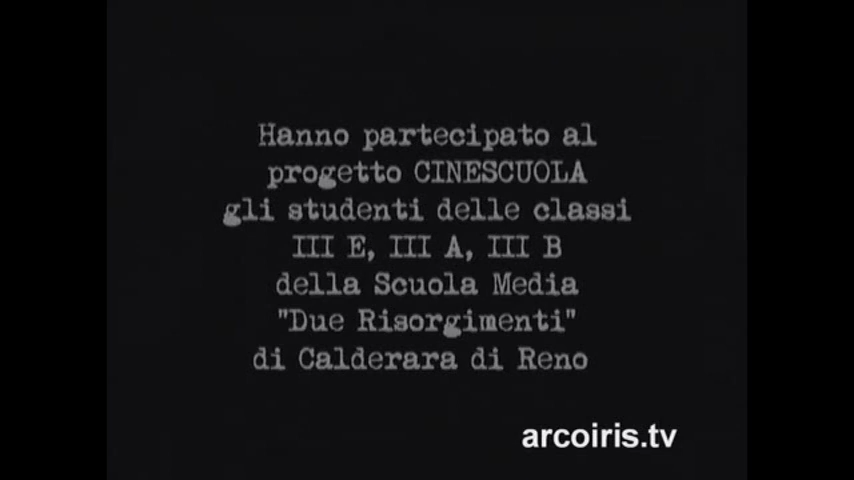 Hanno partecipato al
progetto CINESCUOLA
gli studenti delle classi
III E, III A, III B
della Scuola Media
"Due Risorgimenti"
di Calderara di Reno
arcoiris.tv